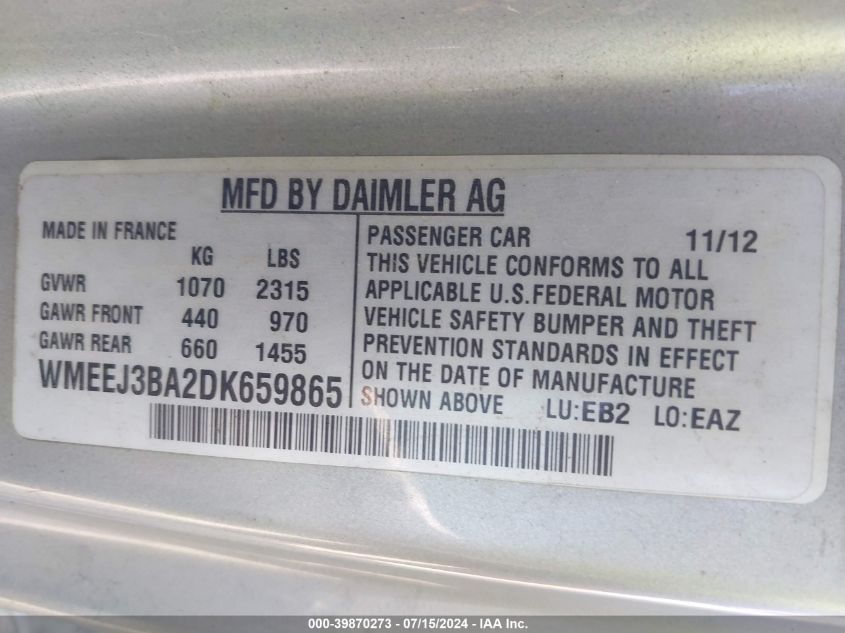 MFD BY DAIMLER AG
MADE IN FRANCE
KG LBS
GVWR 1070 2315
GAWR FRONT 440 970
GAWR REAR 660 1455
WMEEJ3BA2DK659865
PASSENGER CAR 11/12
THIS VEHICLE CONFORMS TO ALL
APPLICABLE U.S.FEDERAL MOTOR
VEHICLE SAFETY BUMPER AND THEFT
PREVENTION STANDARDS IN EFFECT
ON THE DATE OF MANUFACTURE
SHOWN ABOVE LU:EB2 LO:EAZ
000-39870273 - 07/15/2024 - IAA Inc.